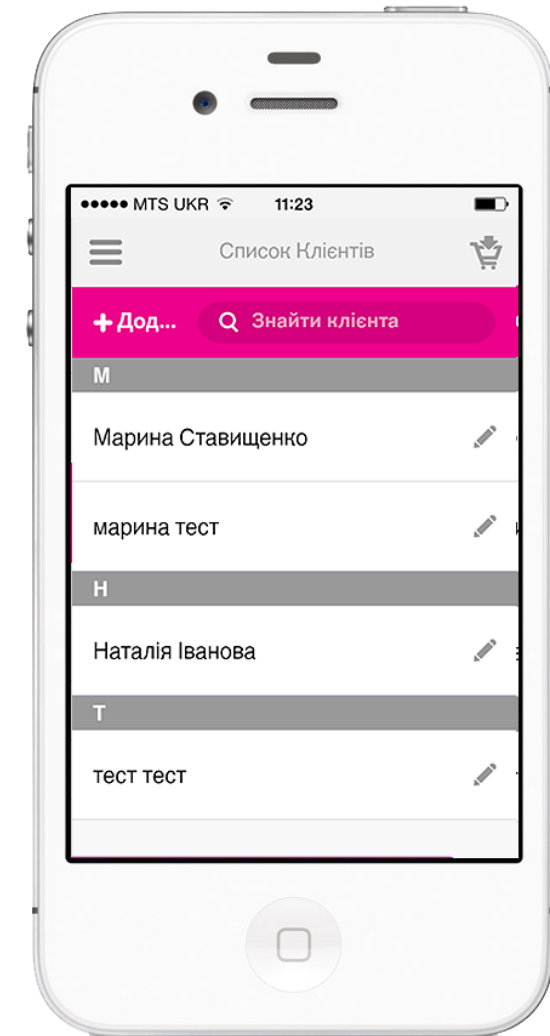 MTS UKR 11:23
Список Клієнтів
+ Дод... Знайти клієнта
М
Марина Ставищенко
марина тест
Н
Наталія Іванова
Т
тест тест